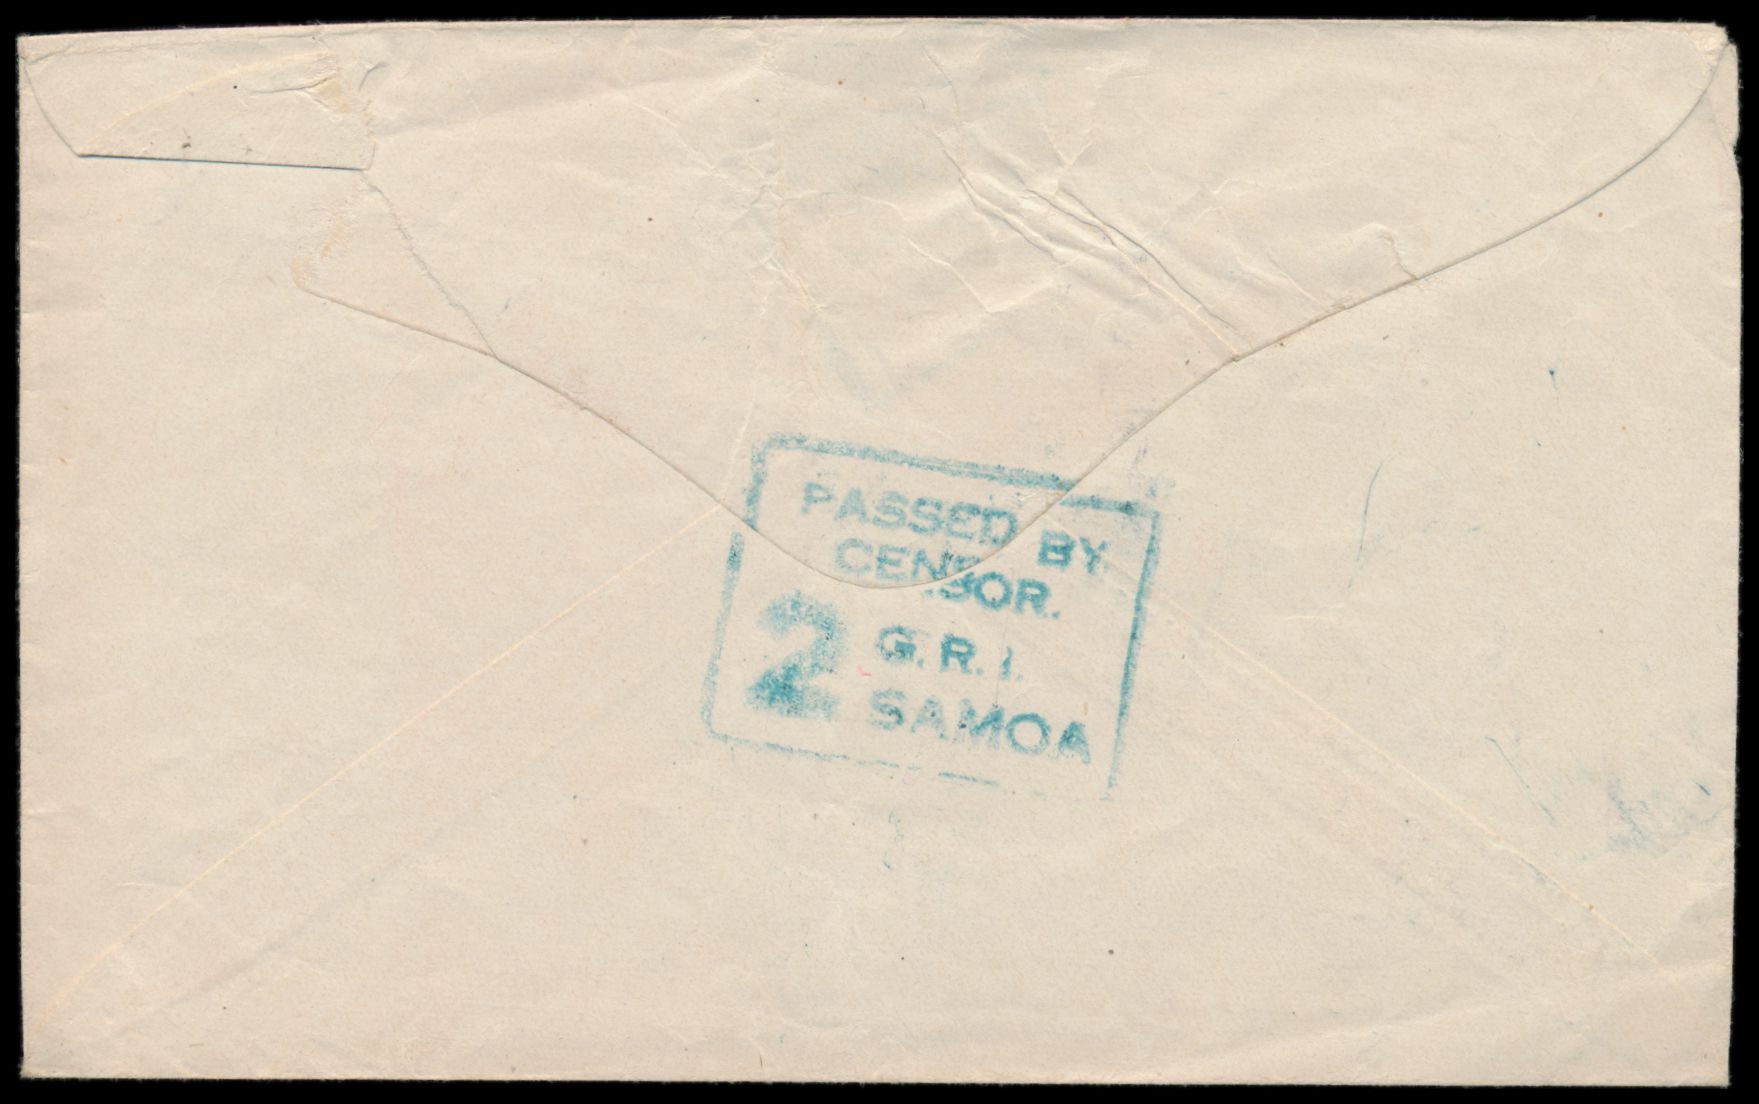 PASSED BY
CENSOR.
2 G.R.I.
SAMOA